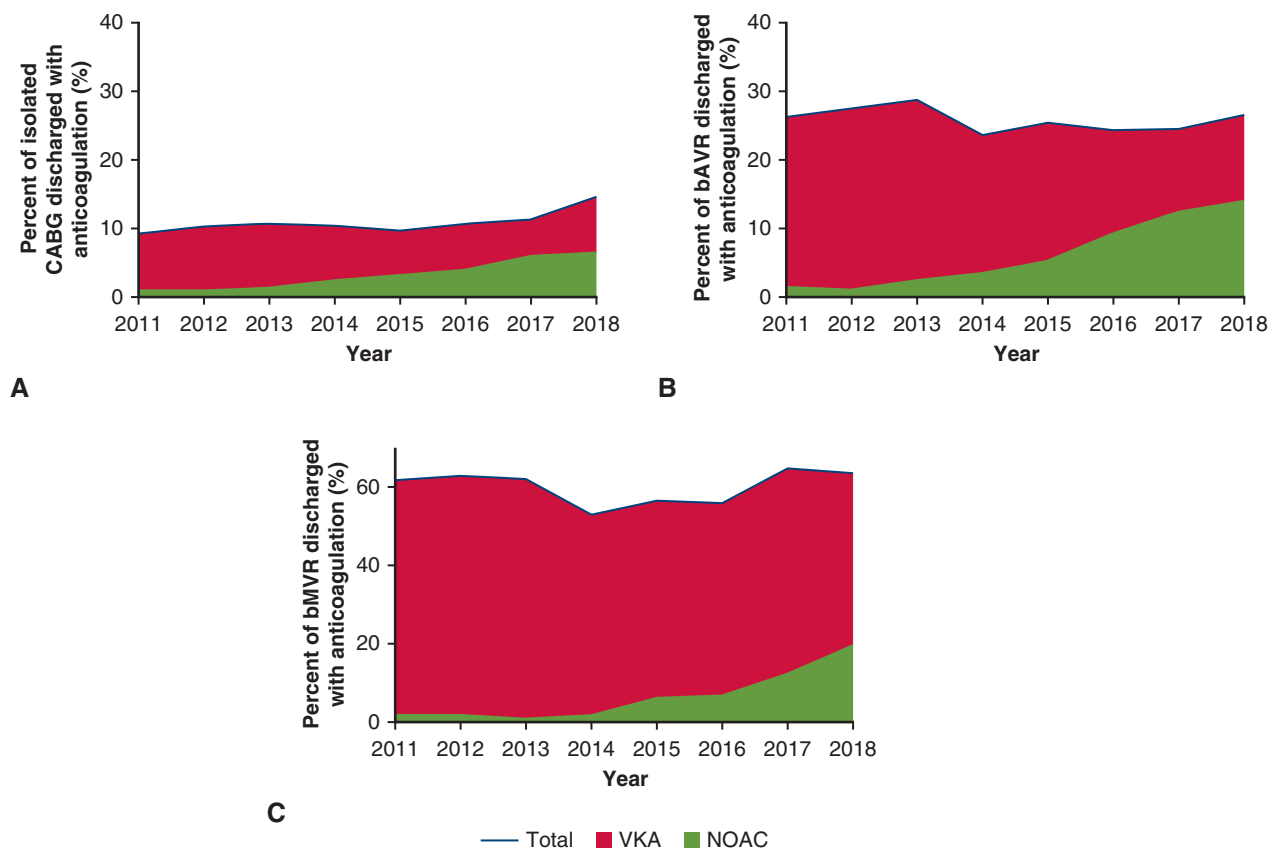 Percent of isolated
CABG discharged with
anticoagulation (%)
40
30
20
10
0
2011 2012 2013 2014 2015 2016 2017 2018
Year
A
Percent of bAVR discharged
with anticoagulation (%)
40
30
20
10
0
2011 2012 2013 2014 2015 2016 2017 2018
Year
B
Percent of bMVR discharged
with anticoagulation (%)
60
40
20
0
2011 2012 2013 2014 2015 2016 2017 2018
Year
C
Total VKA NOAC